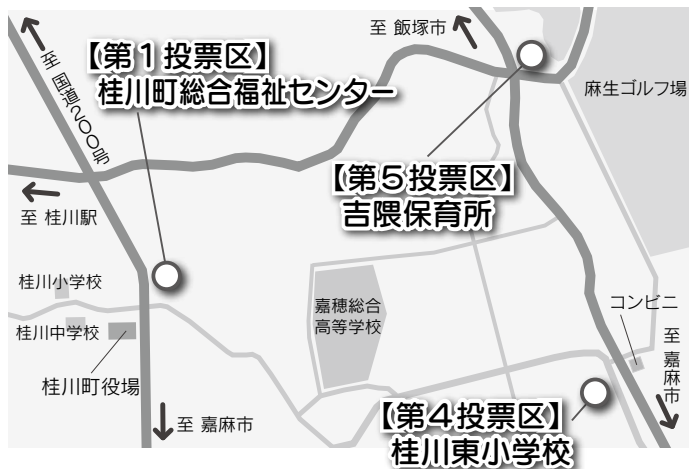 至 飯塚市
【第1投票区】
桂川町総合福祉センター
至 国道200号
麻生ゴルフ場
【第5投票区】
吉隈保育所
至 桂川駅
桂川小学校
嘉穂総合
高等学校
コンビニ
桂川中学校
至 嘉麻市
桂川町役場
至 嘉麻市
【第4投票区】
桂川東小学校